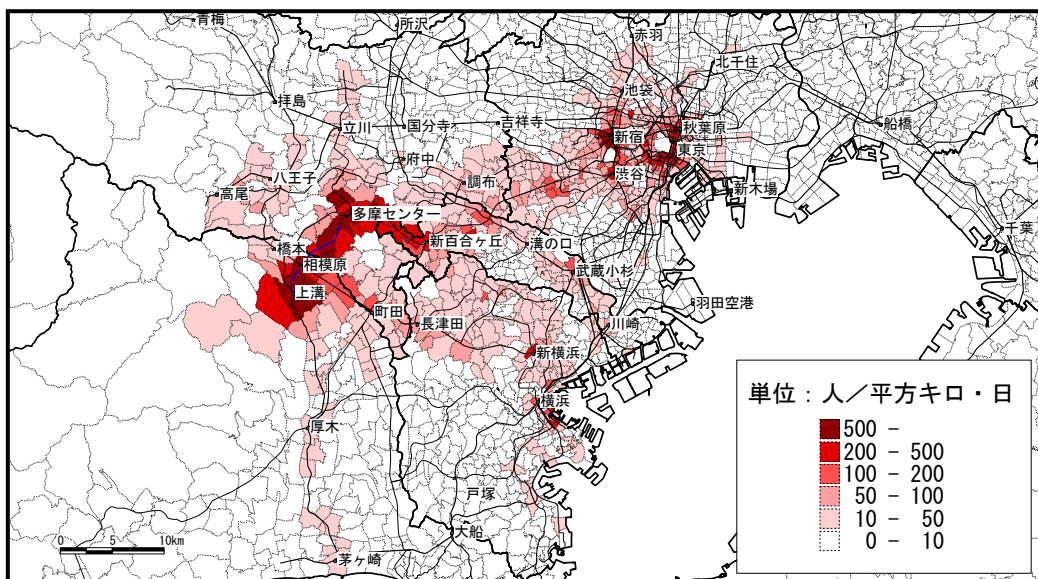 青梅
所沢
赤羽
北千住
池袋
拝島
立川
国分寺
吉祥寺
新宿
秋葉原
船橋
東京
府中
渋谷
新木場
高尾
八王子
調布
多摩センター
千葉
橋本
新百合ヶ丘
溝の口
相模原
武蔵小杉
上溝
羽田空港
町田
長津田
川崎
新横浜
横浜
厚木
戸塚
大船
茅ヶ崎
0 5 10km
単位：人／平方キロ・日
500 -
200 - 500
100 - 200
50 - 100
10 - 50
0 - 10